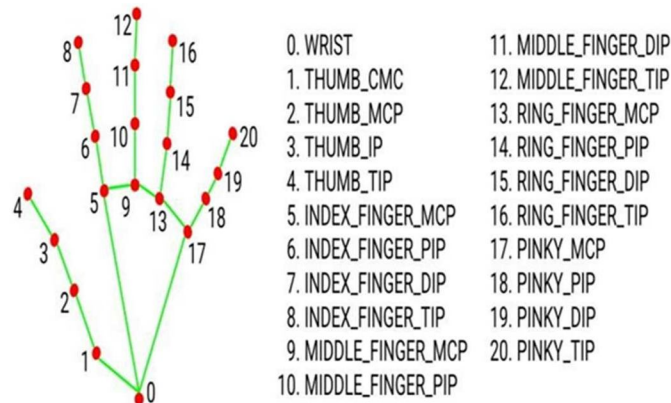 12
8
16
11
7
15
10
20
6
14
19
4
5
9
13
18
3
17
2
1
0
0. WRIST
1. THUMB_CMC
2. THUMB_MCP
3. THUMB_IP
4. THUMB_TIP
5. INDEX_FINGER_MCP
6. INDEX_FINGER_PIP
7. INDEX_FINGER_DIP
8. INDEX_FINGER_TIP
9. MIDDLE_FINGER_MCP
10. MIDDLE_FINGER_PIP
11. MIDDLE_FINGER_DIP
12. MIDDLE_FINGER_TIP
13. RING_FINGER_MCP
14. RING_FINGER_PIP
15. RING_FINGER_DIP
16. RING_FINGER_TIP
17. PINKY_MCP
18. PINKY_PIP
19. PINKY_DIP
20. PINKY_TIP